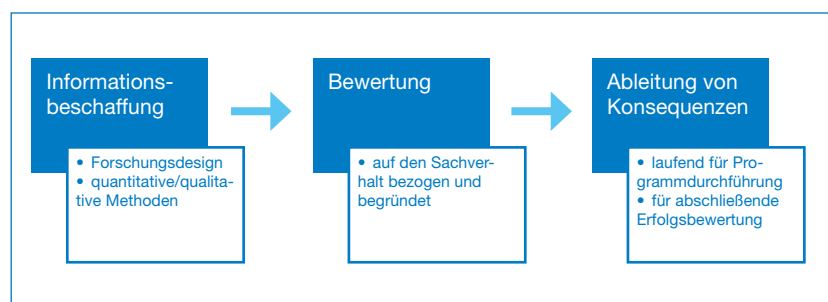 Informations-
beschaffung
• Forschungsdesign
• quantitative/qualita-
tive Methoden
Bewertung
• auf den Sachver-
halt bezogen und
begründet
Ableitung von
Konsequenzen
• laufend für Pro-
grammdurchführung
• für abschließende
Erfolgsbewertung